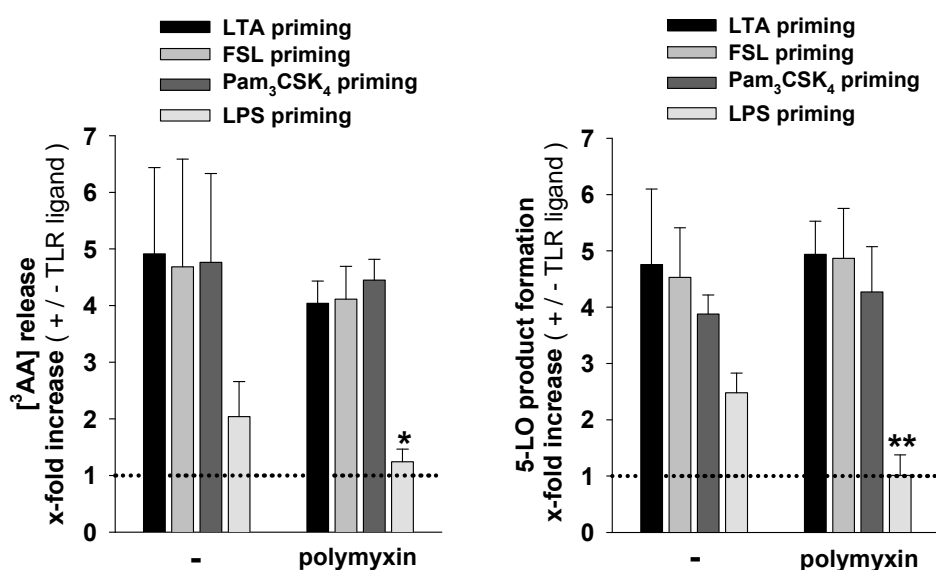 LTA priming
FSL priming
Pam₃CSK₄ priming
LPS priming
7
6
5
4
3
2
1
0
[³AA] release
x-fold increase ( + / - TLR ligand )
*
-
polymyxin
LTA priming
FSL priming
Pam₃CSK₄ priming
LPS priming
7
6
5
4
3
2
1
0
5-LO product formation
x-fold increase ( + / - TLR ligand )
**
-
polymyxin